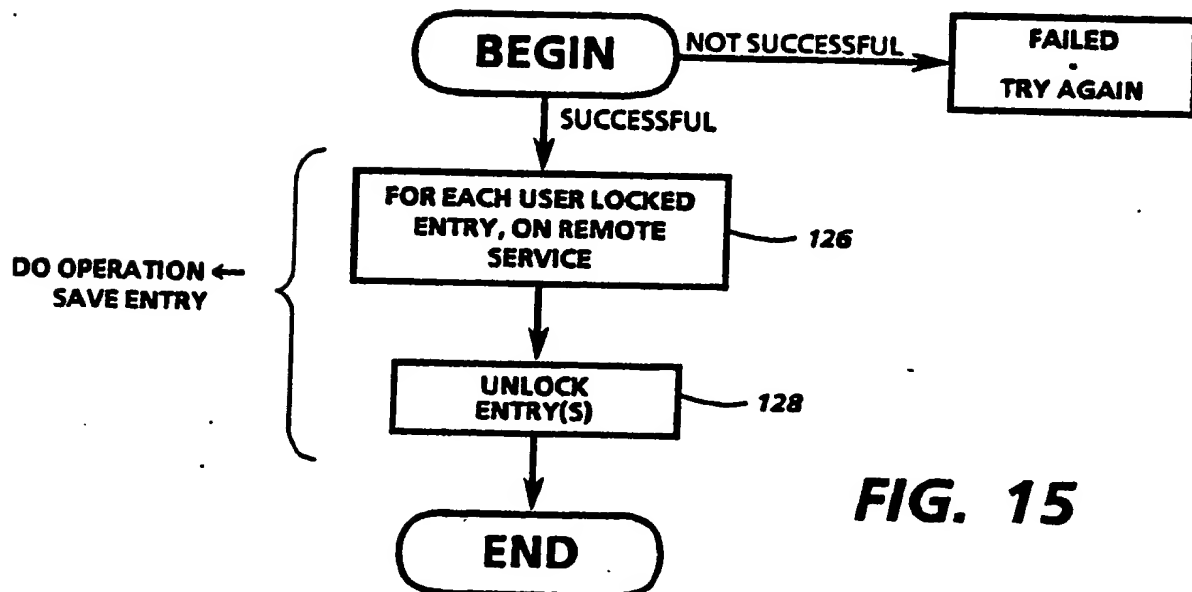 BEGIN
NOT SUCCESSFUL
FAILED
-
TRY AGAIN
SUCCESSFUL
FOR EACH USER LOCKED
ENTRY, ON REMOTE
SERVICE
126
DO OPERATION ←
SAVE ENTRY
UNLOCK
ENTRY(S)
128
END
FIG. 15